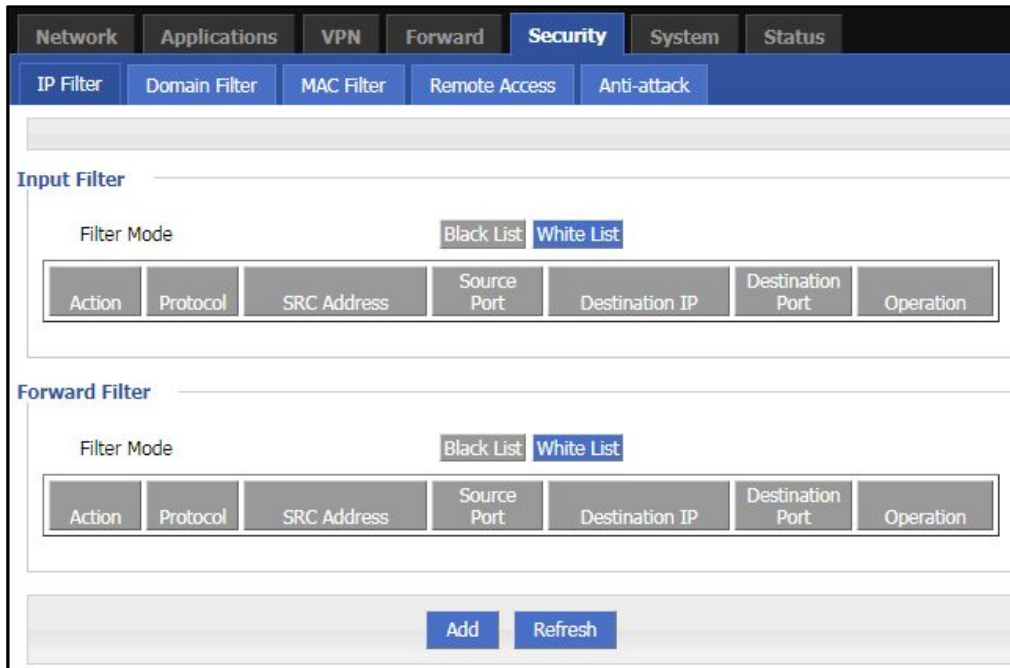 Network Applications VPN Forward Security System Status
IP Filter Domain Filter MAC Filter Remote Access Anti-attack
Input Filter
Filter Mode Black List White List
Action Protocol SRC Address Source Port Destination IP Destination Port Operation
Forward Filter
Filter Mode Black List White List
Action Protocol SRC Address Source Port Destination IP Destination Port Operation
Add Refresh